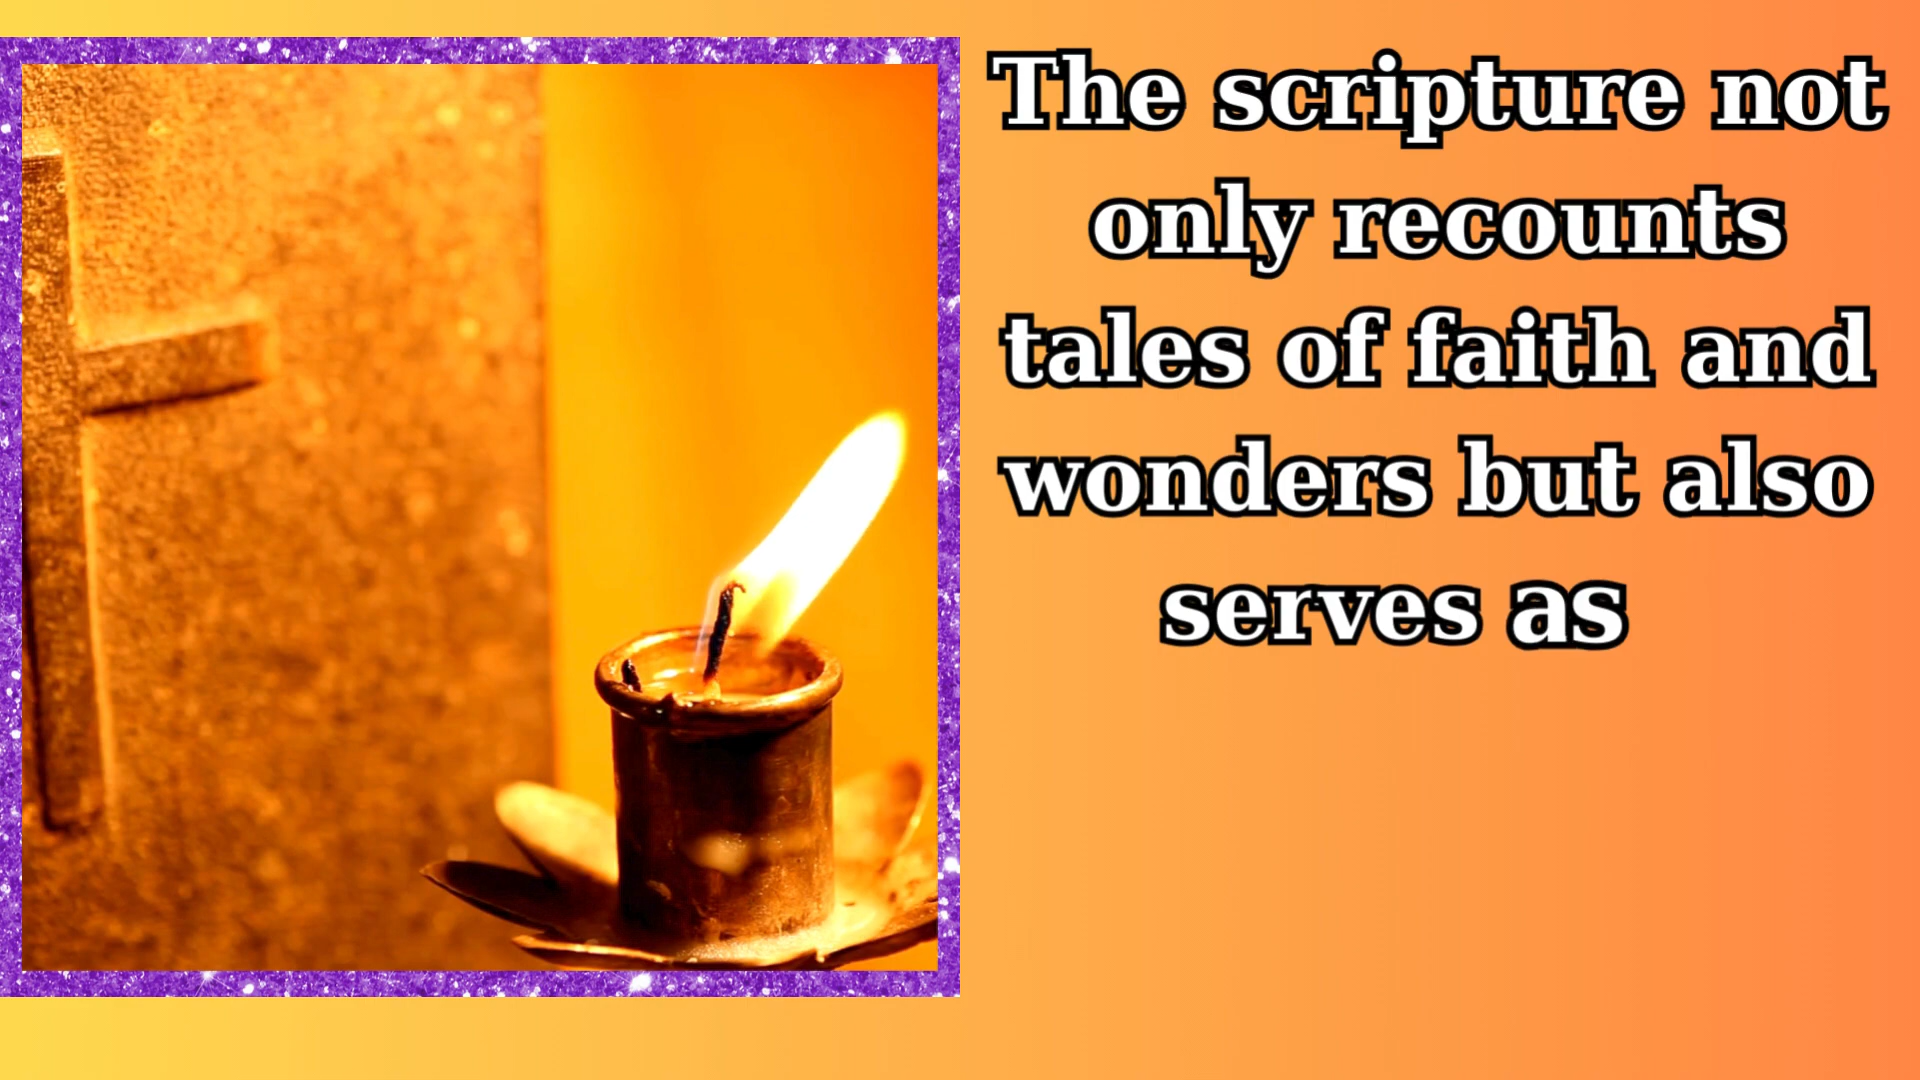 The scripture not
only recounts
tales of faith and
wonders but also
serves as